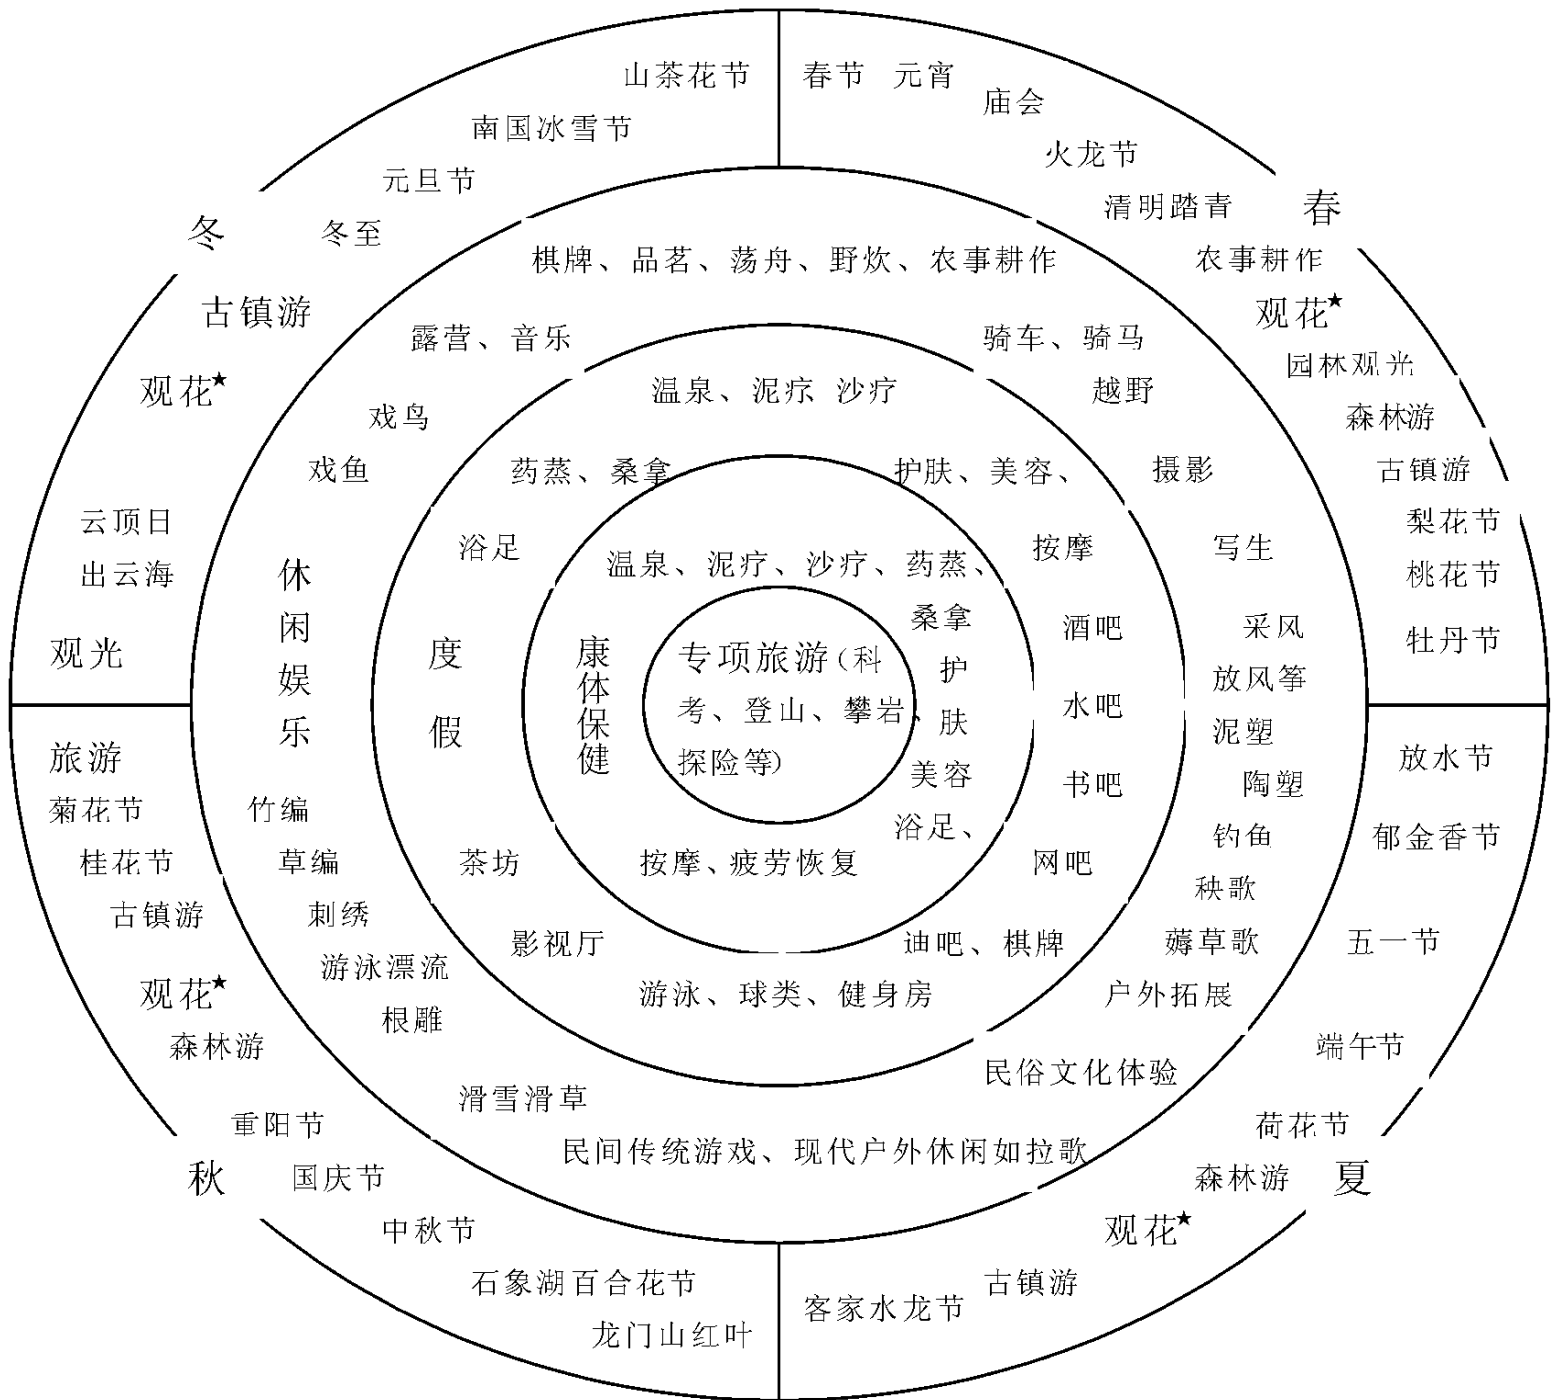 山茶花节
春节 元宵
庙会
南国冰雪节
火龙节
元旦节
清明踏青
春
冬
冬至
棋牌、品茗、荡舟、野炊、农事耕作
农事耕作
古镇游
观花★
露营、音乐
骑车、骑马
园林观光
观花★
温泉、泥疗 沙疗
越野
戏鸟
森林游
戏鱼
药蒸、桑拿
护肤、美容、
摄影
古镇游
云顶日
梨花节
浴足
按摩
写生
出云海
休
闲
娱
乐
温泉、泥疗、沙疗、药蒸、
桃花节
桑拿
酒吧
采风
牡丹节
观光
度
假
康
体
保
健
专项旅游(科
考、登山、攀岩、
探险等)
护
肤
放风筝
水吧
泥塑
旅游
放水节
美容
书吧
陶塑
菊花节
竹编
浴足、
钓鱼
郁金香节
桂花节
草编
茶坊
按摩、疲劳恢复
网吧
秧歌
古镇游
刺绣
影视厅
迪吧、棋牌
薅草歌
五一节
游泳漂流
观花★
游泳、球类、健身房
户外拓展
根雕
森林游
端午节
民俗文化体验
滑雪滑草
重阳节
荷花节
民间传统游戏、现代户外休闲如拉歌
秋
国庆节
森林游
夏
中秋节
观花★
石象湖百合花节
古镇游
客家水龙节
龙门山红叶